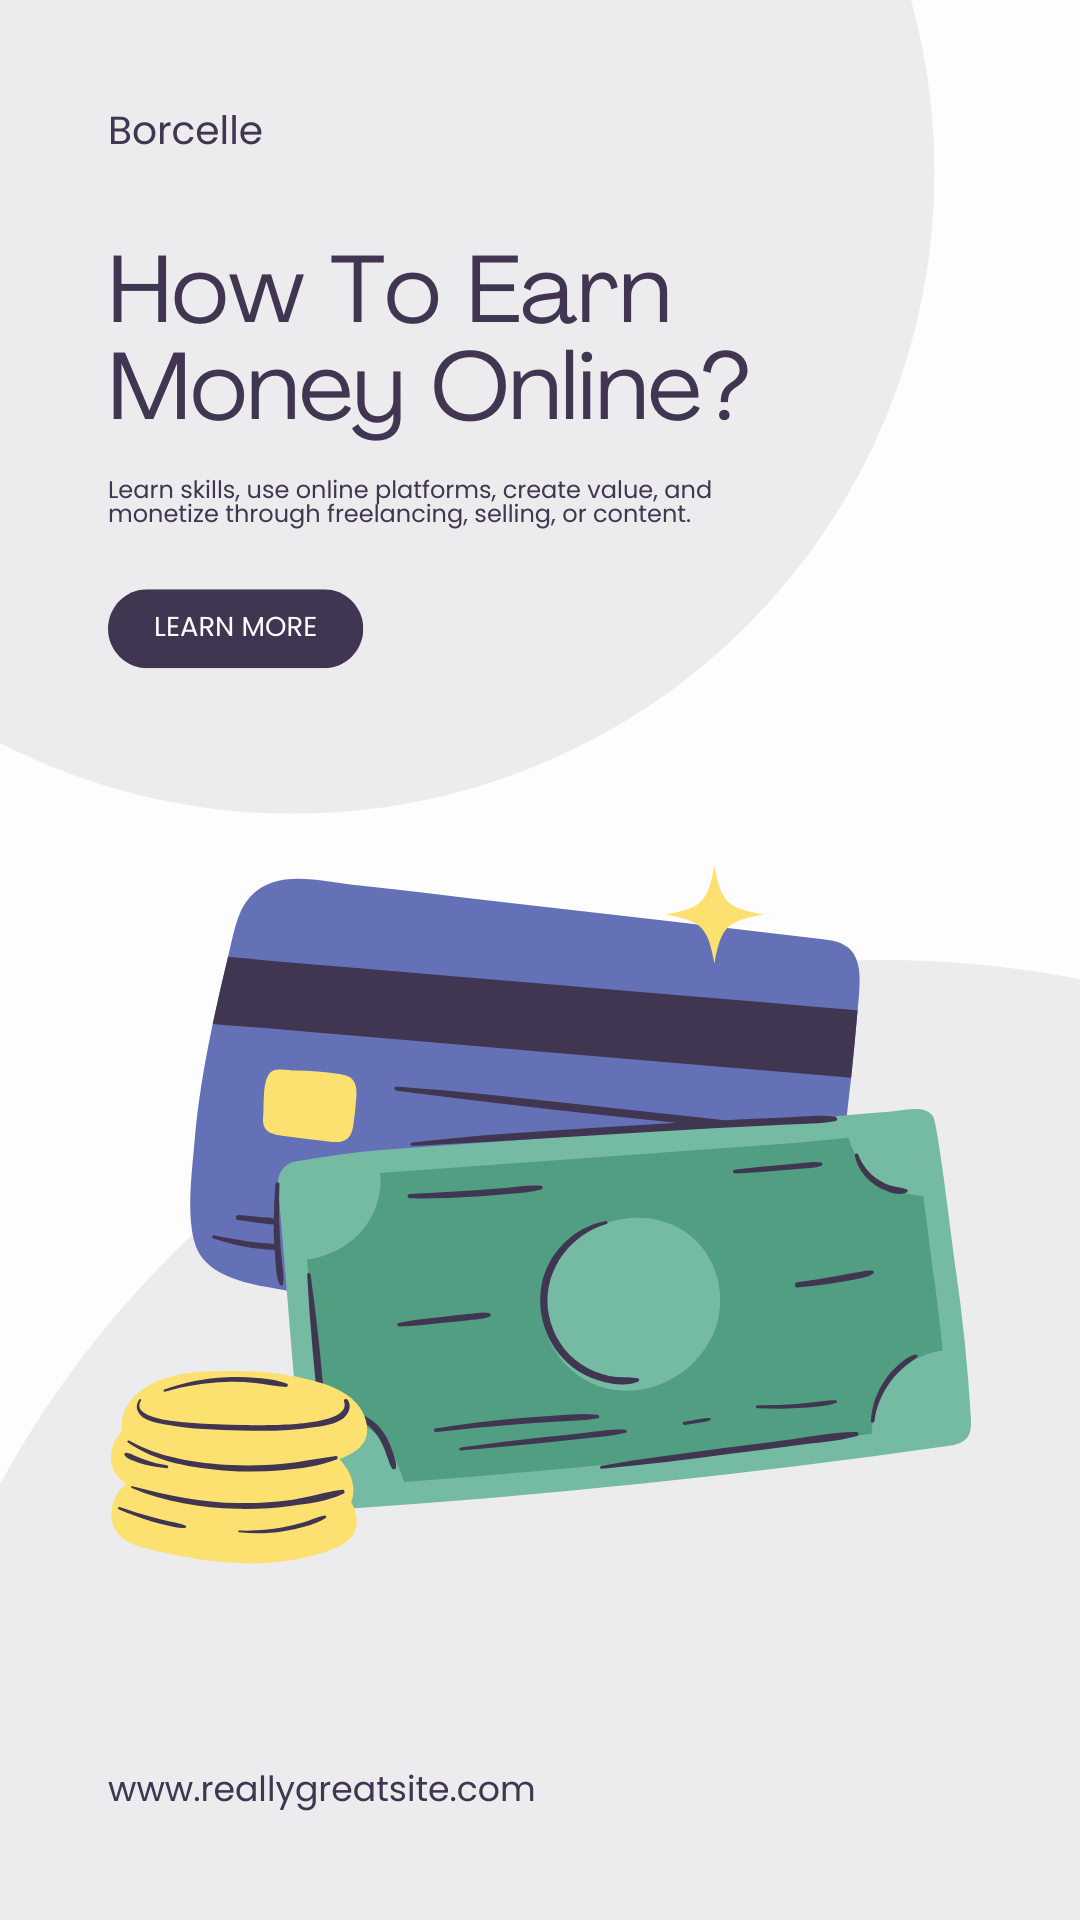 Borcelle
How To Earn
Money Online?
Learn skills, use online platforms, create value, and
monetize through freelancing, selling, or content.
LEARN MORE
www.reallygreatsite.com